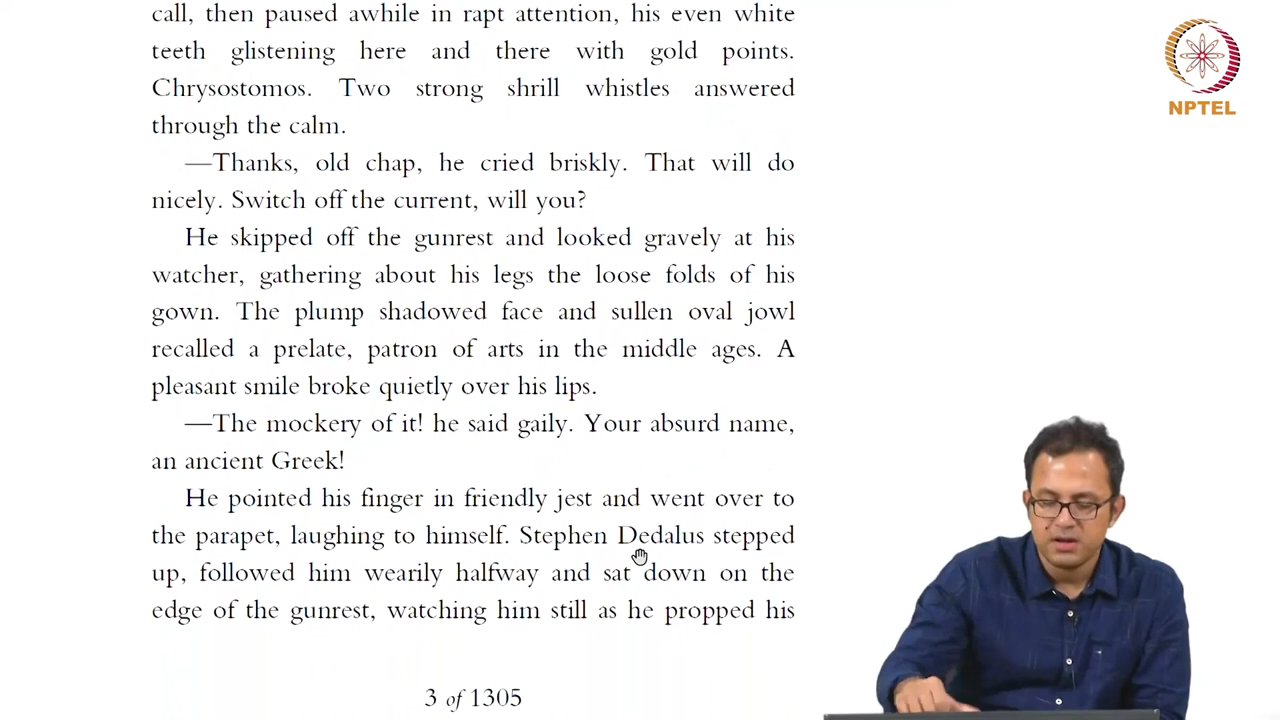 call, then paused awhile in rapt attention, his even white
teeth glistening here and there with gold points.
Chrysostomos. Two strong shrill whistles answered
through the calm.
—Thanks, old chap, he cried briskly. That will do
nicely. Switch off the current, will you?
He skipped off the gunrest and looked gravely at his
watcher, gathering about his legs the loose folds of his
gown. The plump shadowed face and sullen oval jowl
recalled a prelate, patron of arts in the middle ages. A
pleasant smile broke quietly over his lips.
—The mockery of it! he said gaily. Your absurd name,
an ancient Greek!
He pointed his finger in friendly jest and went over to
the parapet, laughing to himself. Stephen Dedalus stepped
up, followed him wearily halfway and sat down on the
edge of the gunrest, watching him still as he propped his
3 of 1305
NPTEL